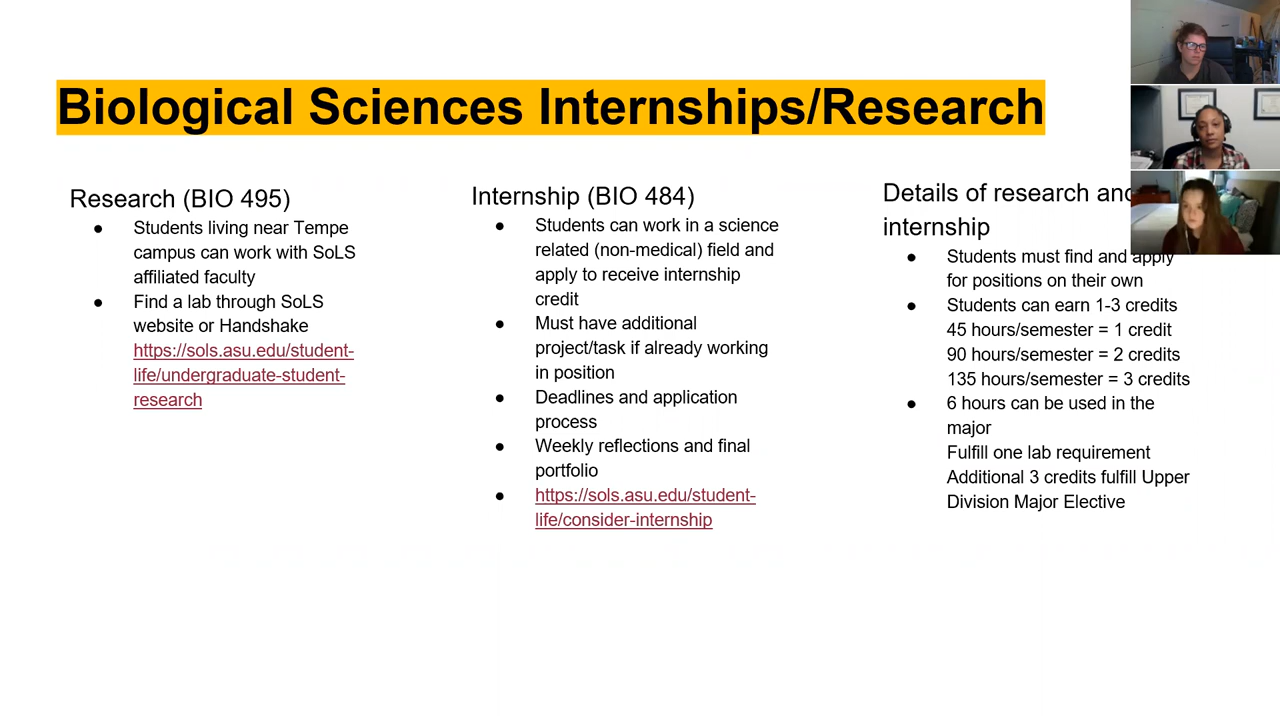 Biological Sciences Internships/Research
Research (BIO 495)
● Students living near Tempe
campus can work with SoLS
affiliated faculty
● Find a lab through SoLS
website or Handshake
https://sols.asu.edu/student-
life/undergraduate-student-
research
Internship (BIO 484)
● Students can work in a science
related (non-medical) field and
apply to receive internship
credit
● Must have additional
project/task if already working
in position
● Deadlines and application
process
● Weekly reflections and final
portfolio
● https://sols.asu.edu/student-
life/consider-internship
Details of research and
internship
● Students must find and apply
for positions on their own
● Students can earn 1-3 credits
45 hours/semester = 1 credit
90 hours/semester = 2 credits
135 hours/semester = 3 credits
● 6 hours can be used in the
major
Fulfill one lab requirement
Additional 3 credits fulfill Upper
Division Major Elective